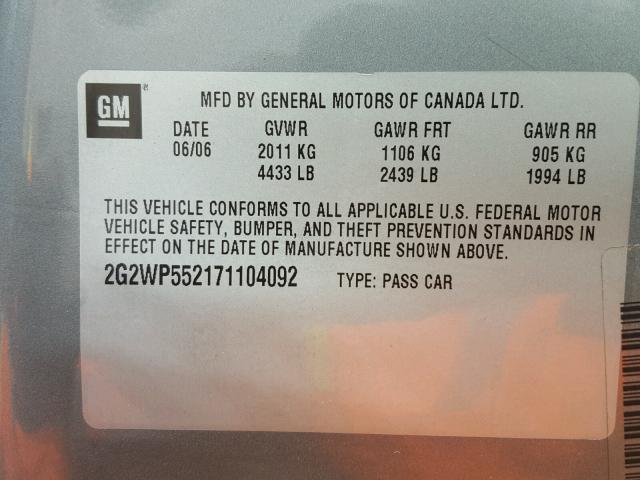 GM®
MFD BY GENERAL MOTORS OF CANADA LTD.
DATE GVWR GAWR FRT GAWR RR
06/06 2011 KG 1106 KG 905 KG
4433 LB 2439 LB 1994 LB
THIS VEHICLE CONFORMS TO ALL APPLICABLE U.S. FEDERAL MOTOR
VEHICLE SAFETY, BUMPER, AND THEFT PREVENTION STANDARDS IN
EFFECT ON THE DATE OF MANUFACTURE SHOWN ABOVE.
2G2WP552171104092 TYPE: PASS CAR